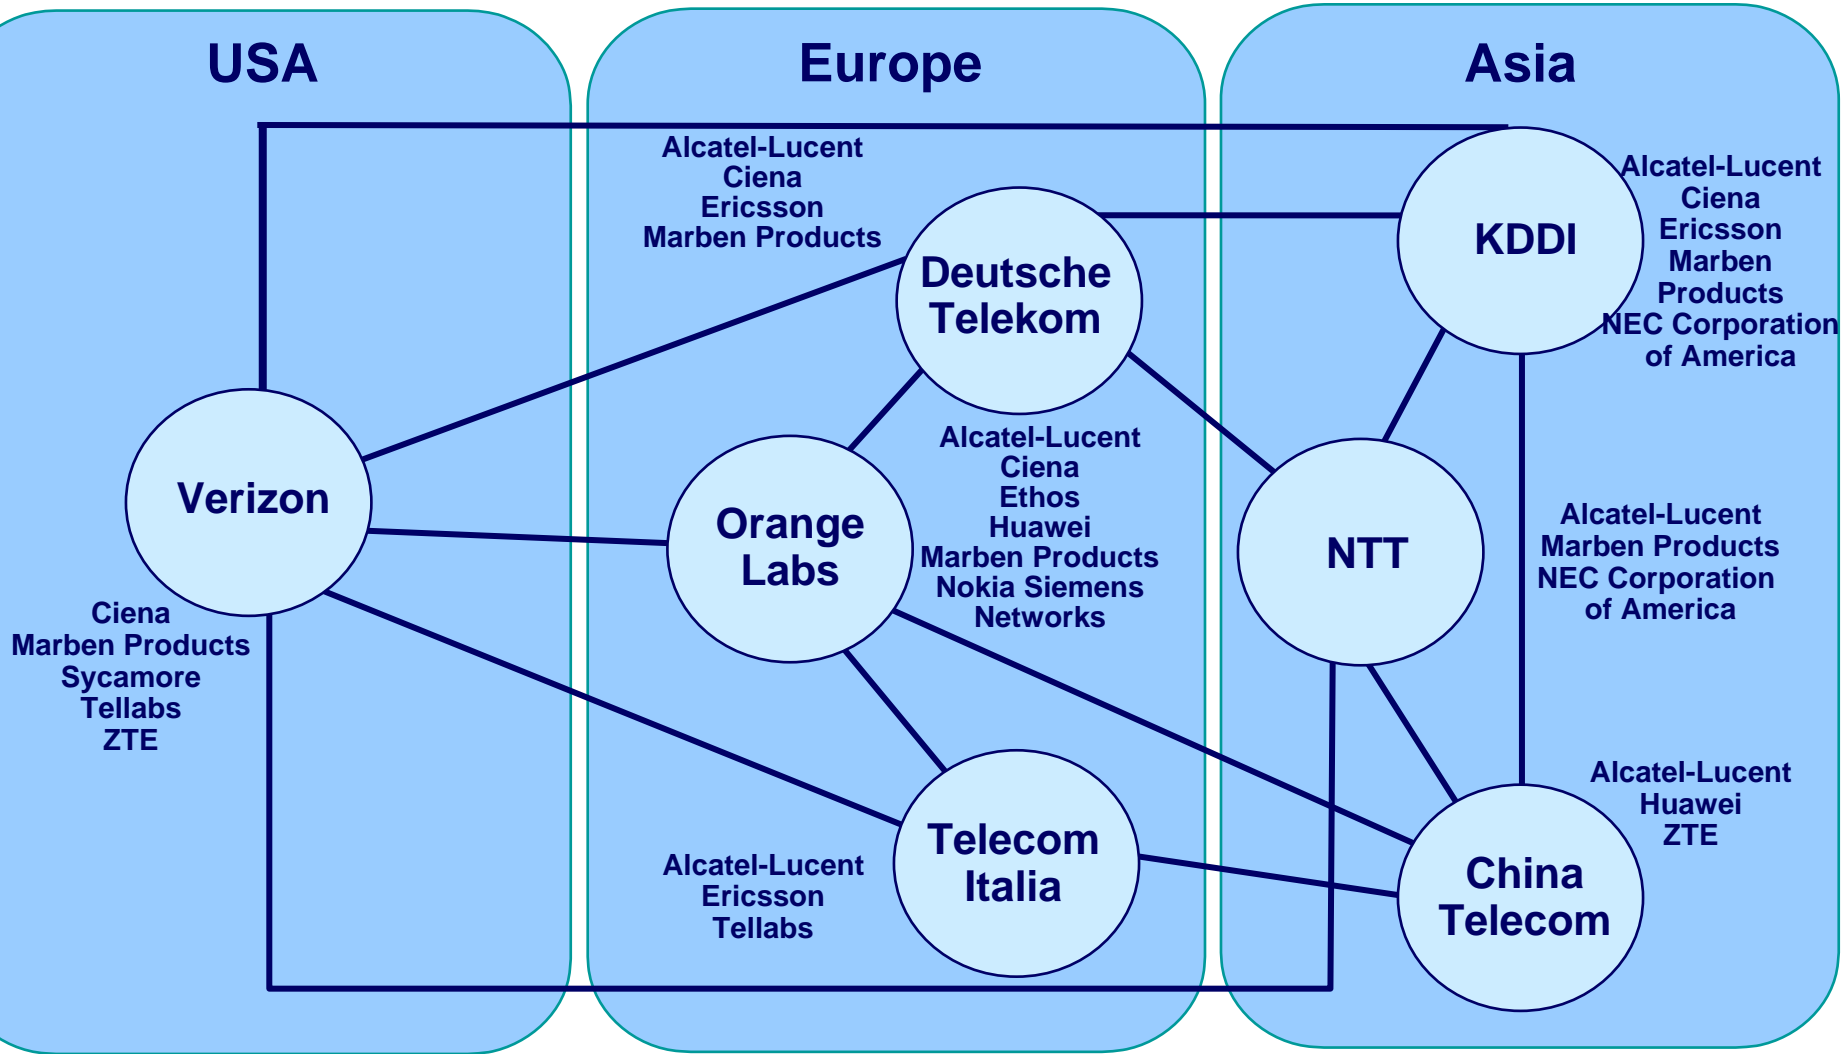 USA
Europe
Asia
Alcatel-Lucent
Ciena
Ericsson
Marben Products
Deutsche
Telekom
KDDI
Alcatel-Lucent
Ciena
Ericsson
Marben
Products
NEC Corporation
of America
Verizon
Ciena
Marben Products
Sycamore
Tellabs
ZTE
Orange
Labs
Alcatel-Lucent
Ciena
Ethos
Huawei
Marben Products
Nokia Siemens
Networks
NTT
Alcatel-Lucent
Marben Products
NEC Corporation
of America
Alcatel-Lucent
Ericsson
Tellabs
Telecom
Italia
Alcatel-Lucent
Huawei
ZTE
China
Telecom